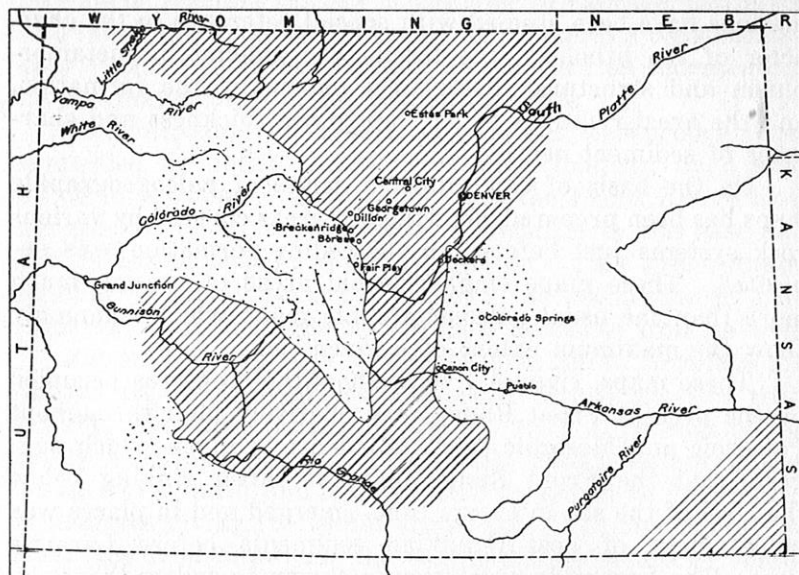 W Y O M I N G
N E B R
Little Snake River
Yampa River
White River
South Platte River
Estes Park
Central City
DENVER
Georgetown
Dillon
Breckenridge
Boreas
Colorado River
Fair Play
Deckers
Grand Junction
Gunnison River
Colorado Springs
Canon City
Pueblo
Arkansas River
Rio Grande
Purgatoire River
U T A H
K A S S A S